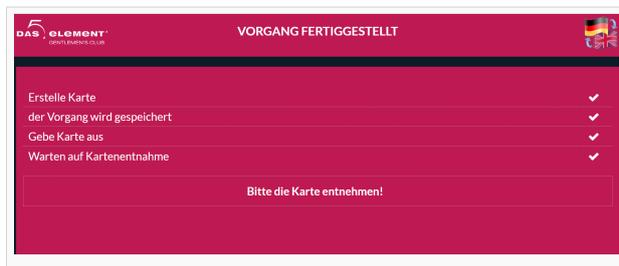 5
DAS ELEMENT
GENTLEMEN'S CLUB
VORGANG FERTIGGESTELLT
Erstelle Karte
der Vorgang wird gespeichert
Gebe Karte aus
Warten auf Kartenentnahme
Bitte die Karte entnehmen!